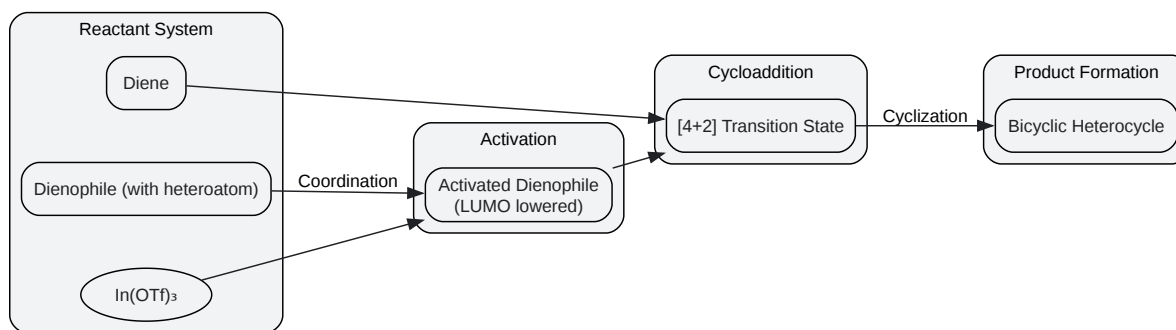 Reactant System
Diene
Dienophile (with heteroatom)
In(OTf)₃
Coordination
Activation
Activated Dienophile
(LUMO lowered)
Cycloaddition
[4+2] Transition State
Cyclization
Product Formation
Bicyclic Heterocycle